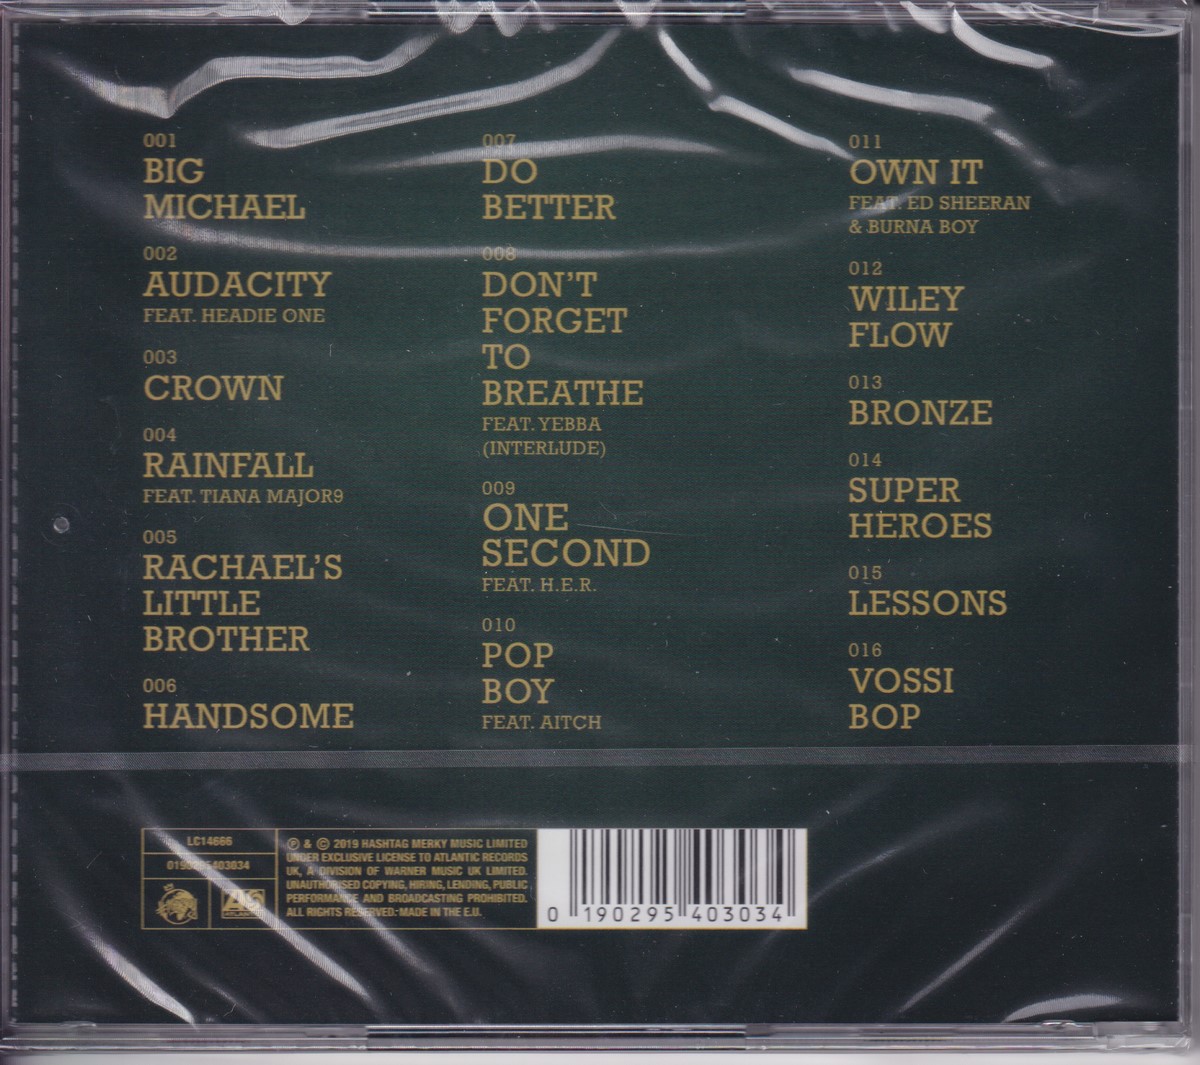 001
BIG
MICHAEL
002
AUDACITY
FEAT. HEADIE ONE
003
CROWN
004
RAINFALL
FEAT. TIANA MAJOR9
005
RACHAEL'S
LITTLE
BROTHER
006
HANDSOME
007
DO
BETTER
008
DON'T
FORGET
TO
BREATHE
FEAT. YEBBA
(INTERLUDE)
009
ONE
SECOND
FEAT. H.E.R.
010
POP
BOY
FEAT. AITCH
011
OWN IT
FEAT. ED SHEERAN
& BURNA BOY
012
WILEY
FLOW
013
BRONZE
014
SUPER
HEROES
015
LESSONS
016
VOSSI
BOP
LC14666
0190295403034
ATLANTIC
℗ & © 2019 HASHTAG MERKY MUSIC LIMITED
UNDER EXCLUSIVE LICENSE TO ATLANTIC RECORDS
UK, A DIVISION OF WARNER MUSIC UK LIMITED.
UNAUTHORISED COPYING, HIRING, LENDING, PUBLIC
PERFORMANCE AND BROADCASTING PROHIBITED.
ALL RIGHTS RESERVED. MADE IN THE E.U.
0 190295 403034